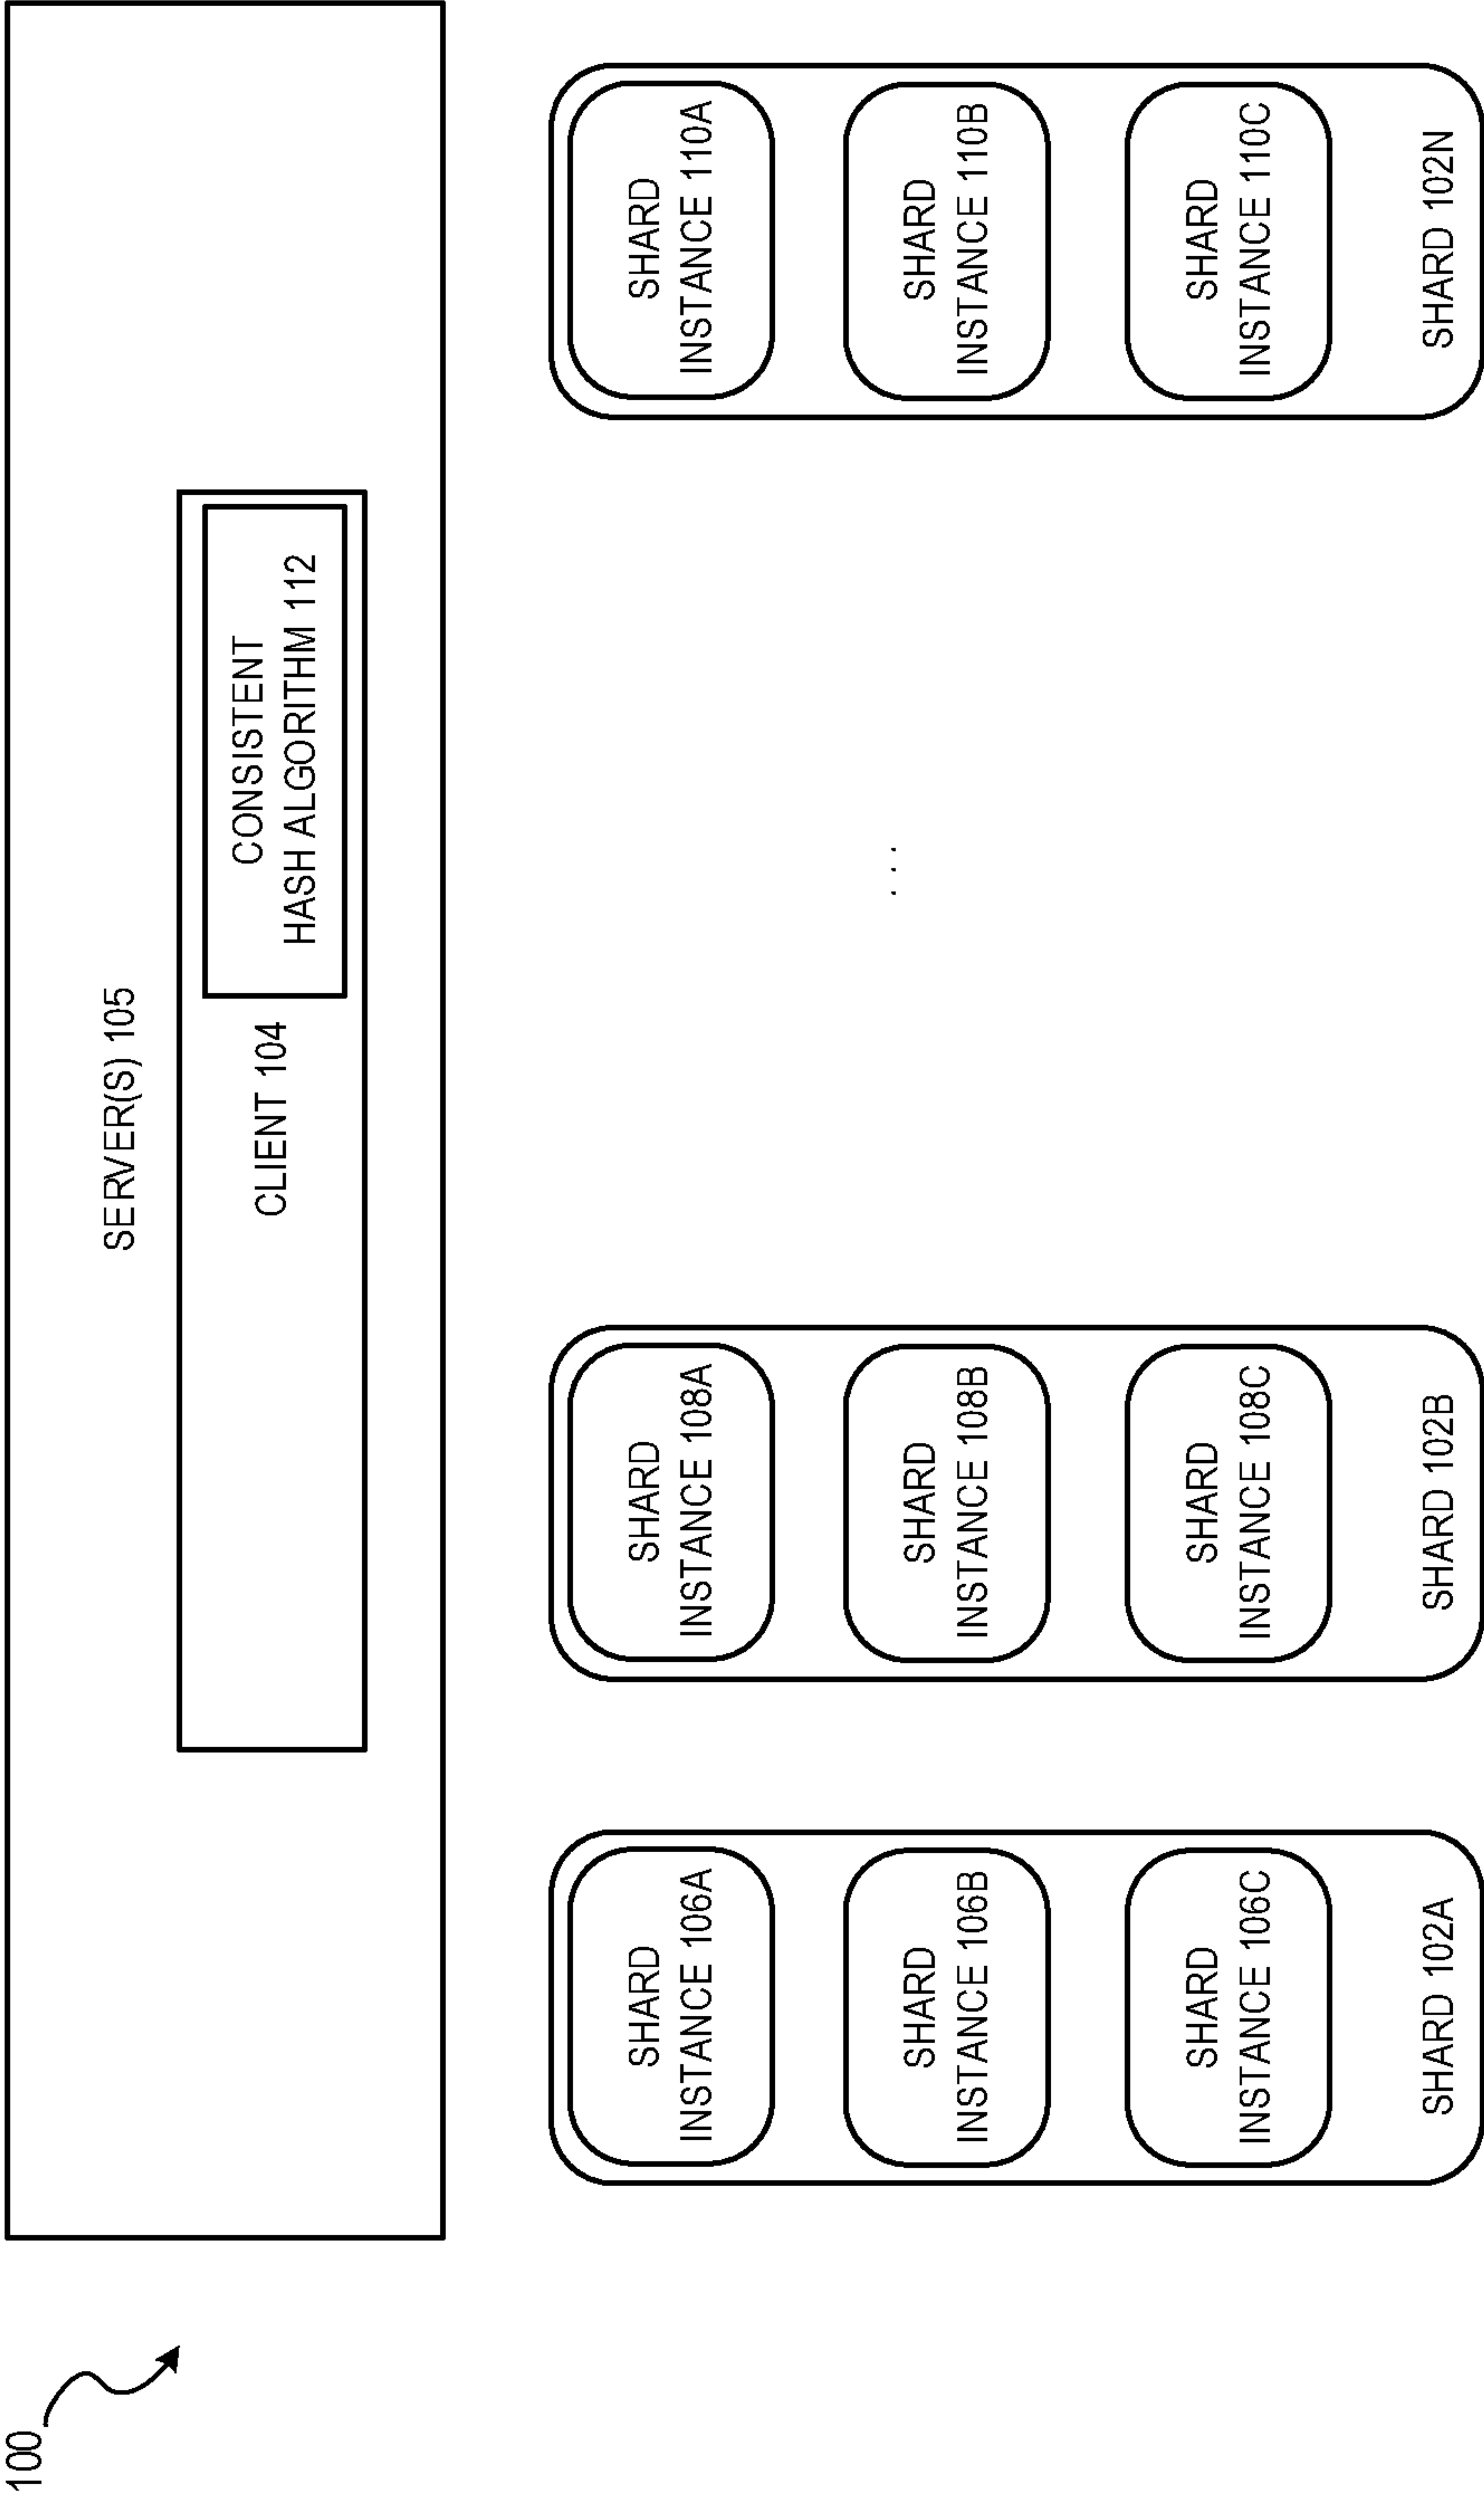 100
SERVER(S) 105
CLIENT 104
CONSISTENT
HASH ALGORITHM 112
SHARD
INSTANCE 106A
SHARD
INSTANCE 106B
SHARD
INSTANCE 106C
SHARD 102A
SHARD
INSTANCE 108A
SHARD
INSTANCE 108B
SHARD
INSTANCE 108C
SHARD 102B
. . .
SHARD
INSTANCE 110A
SHARD
INSTANCE 110B
SHARD
INSTANCE 110C
SHARD 102N